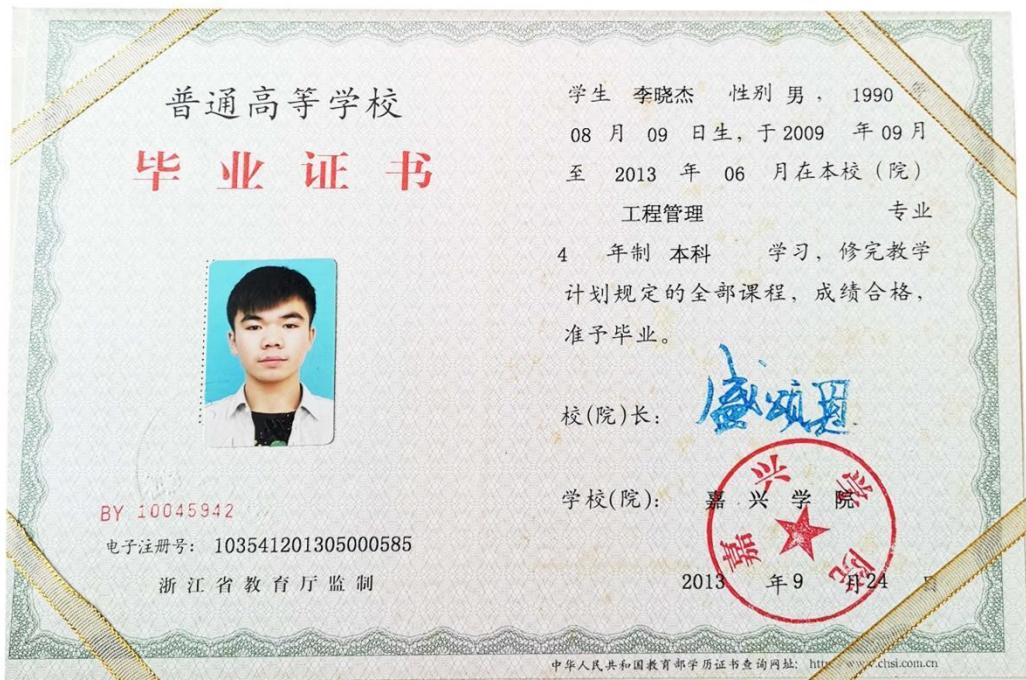 普通高等学校
毕业证书
BY 10045942
电子注册号: 103541201305000585
浙江省教育厅监制
学生 李晓杰 性别 男, 1990 年
08 月 09 日生, 于 2009 年 09 月
至 2013 年 06 月在本校(院)
工程管理 专业
4 年制 本科 学习, 修完教学
计划规定的全部课程, 成绩合格,
准予毕业。
校(院)长: 盛颂恩
学校(院): 嘉兴学院
嘉兴学院
2013 年 9 月 24 日
中华人民共和国教育部学历证书查询网址: http://www.chsi.com.cn